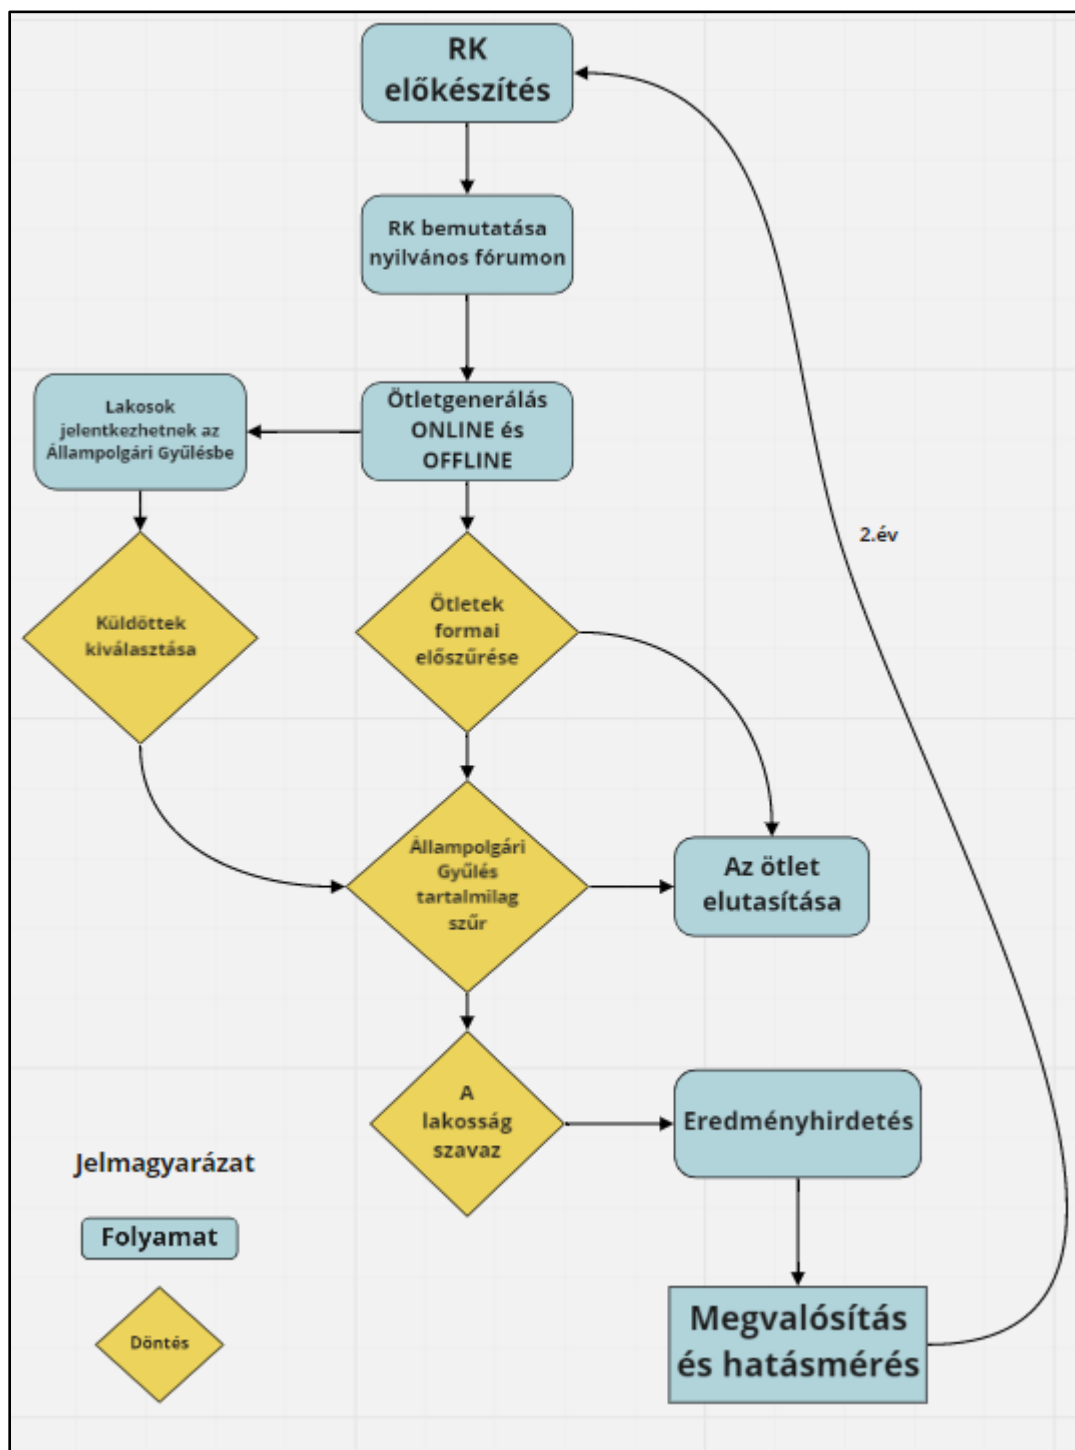 RK
előkészítés
RK bemutatása
nyilvános fórumon
Lakosok
jelentkezhetnek az
Állampolgári Gyűlésbe
Ötletgenerálás
ONLINE és
OFFLINE
2.év
Küldöttek
kiválasztása
Ötletek
formai
előszűrése
Állampolgári
Gyűlés
tartalmilag
szűr
Az ötlet
elutasítása
A
lakosság
szavaz
Eredményhirdetés
Jelmagyarázat
Folyamat
Döntés
Megvalósítás
és hatásmérés